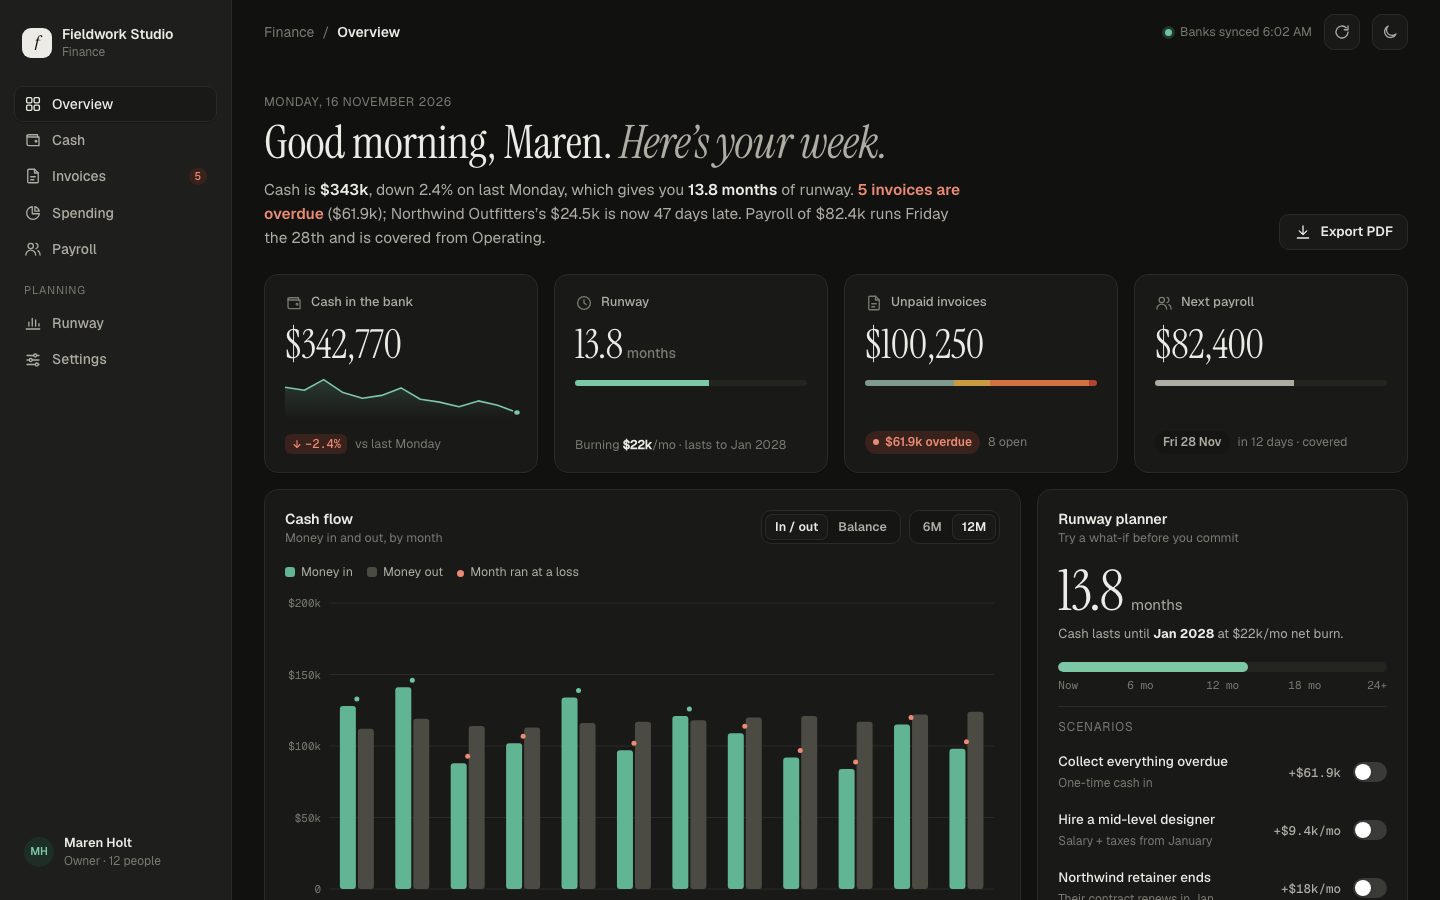 f
Fieldwork Studio
Finance
Overview
Cash
Invoices 5
Spending
Payroll
PLANNING
Runway
Settings
MH
Maren Holt
Owner · 12 people
Finance / Overview
Banks synced 6:02 AM
MONDAY, 16 NOVEMBER 2026
Good morning, Maren. Here’s your week.
Cash is $343k, down 2.4% on last Monday, which gives you 13.8 months of runway. 5 invoices are
overdue ($61.9k); Northwind Outfitters’s $24.5k is now 47 days late. Payroll of $82.4k runs Friday
the 28th and is covered from Operating.
Export PDF
Cash in the bank
$342,770
↓ −2.4% vs last Monday
Runway
13.8 months
Burning $22k/mo · lasts to Jan 2028
Unpaid invoices
$100,250
$61.9k overdue 8 open
Next payroll
$82,400
Fri 28 Nov in 12 days · covered
Cash flow
Money in and out, by month
In / out Balance 6M 12M
Money in Money out Month ran at a loss
$200k
$150k
$100k
$50k
0
Runway planner
Try a what-if before you commit
13.8 months
Cash lasts until Jan 2028 at $22k/mo net burn.
Now 6 mo 12 mo 18 mo 24+
SCENARIOS
Collect everything overdue
One-time cash in
+$61.9k
Hire a mid-level designer
Salary + taxes from January
+$9.4k/mo
Northwind retainer ends
Their contract renews in Jan
+$18k/mo